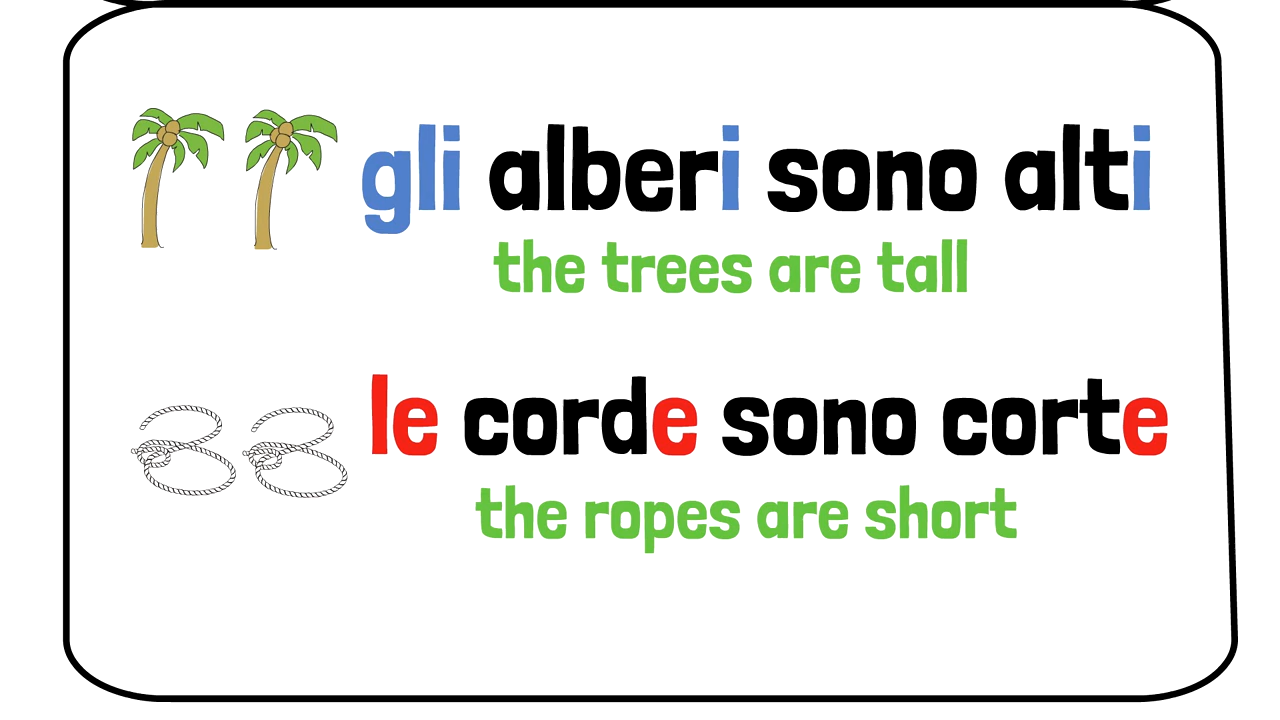 gli alberi sono alti
the trees are tall
le corde sono corte
the ropes are short